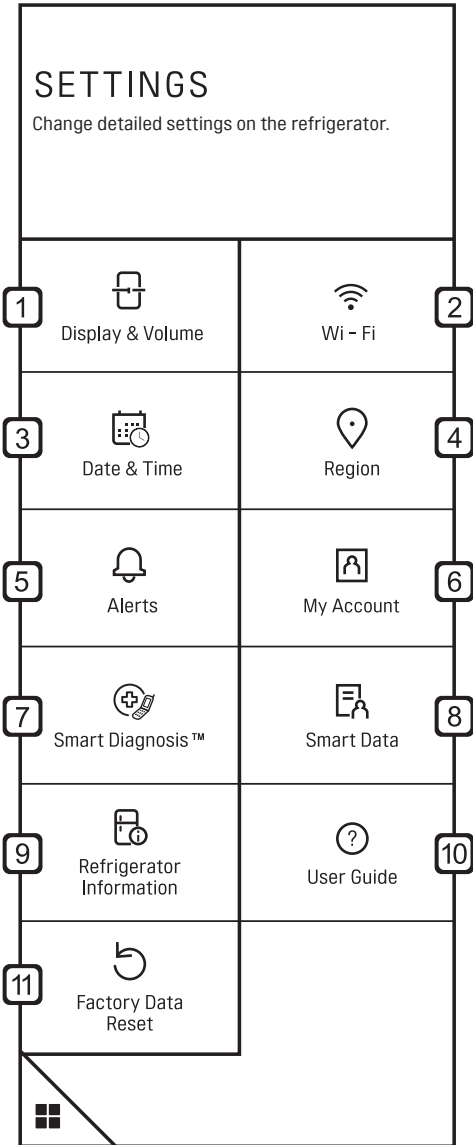 SETTINGS
Change detailed settings on the refrigerator.
1
Display & Volume
2
Wi - Fi
3
Date & Time
4
Region
5
Alerts
6
My Account
7
Smart Diagnosis™
8
Smart Data
9
Refrigerator
Information
10
?
User Guide
11
Factory Data
Reset